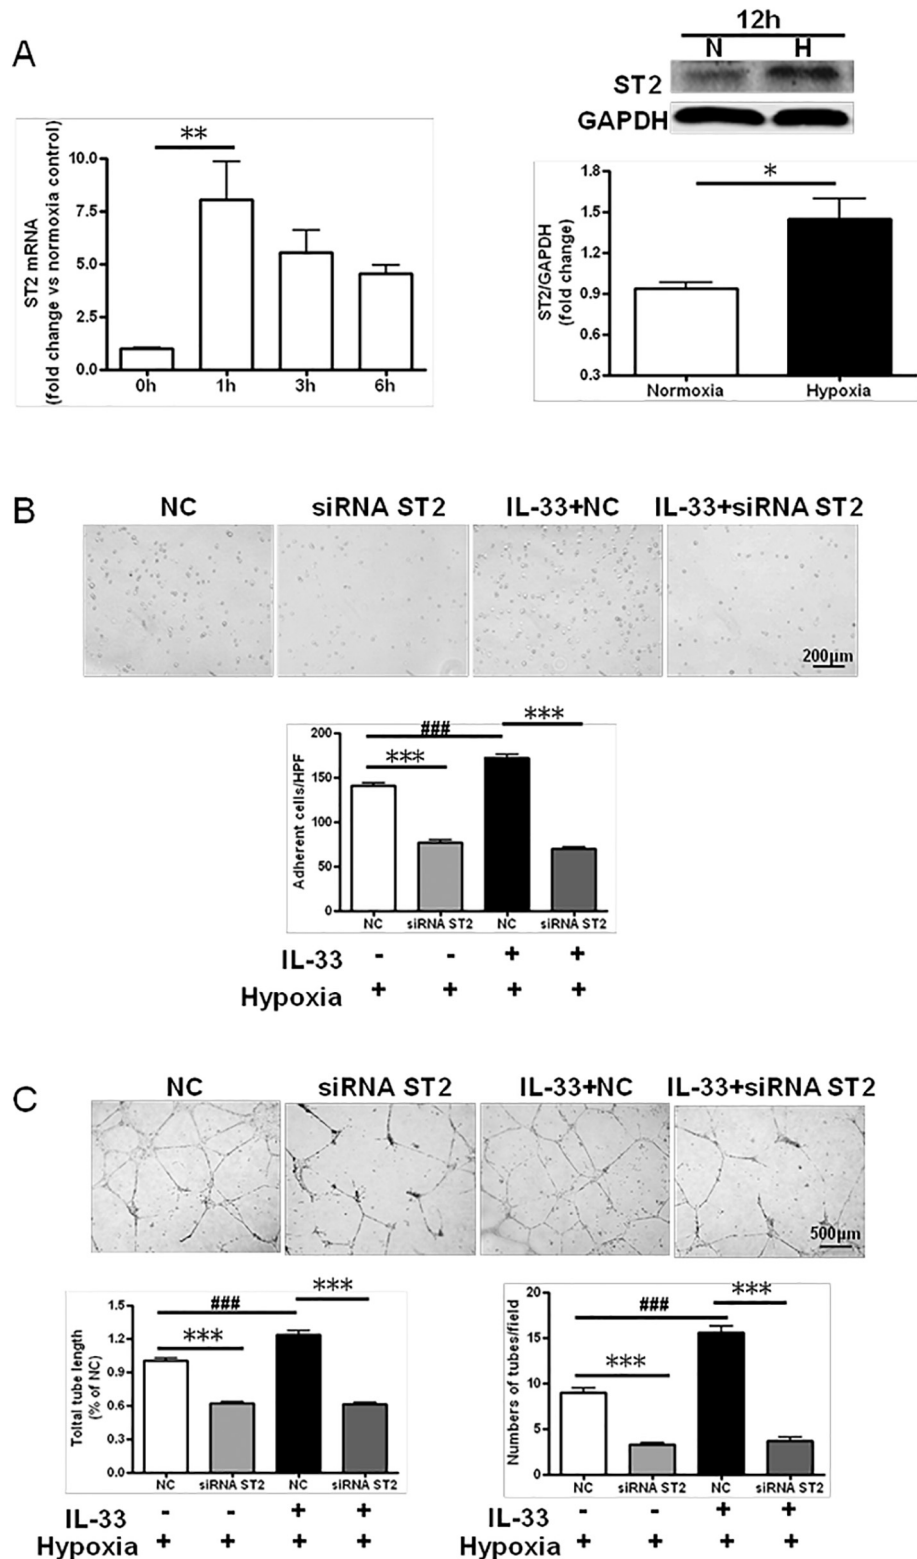 A
12h
N H
ST2
GAPDH
ST2 mRNA
(fold change vs normoxia control)
10.0
7.5
5.0
2.5
0.0
**
0h 1h 3h 6h
ST2/GAPDH
(fold change)
1.8
1.5
1.2
0.9
0.6
0.3
*
Normoxia Hypoxia
B
NC siRNA ST2 IL-33+NC IL-33+siRNA ST2
200μm
Adherent cells/HPF
200
150
100
50
0
###
***
***
NC siRNA ST2 NC siRNA ST2
IL-33 - - + +
Hypoxia + + + +
C
NC siRNA ST2 IL-33+NC IL-33+siRNA ST2
500μm
Toltal tube length
(% of NC)
1.5
1.2
0.9
0.6
0.3
0.0
###
***
***
NC siRNA ST2 NC siRNA ST2
IL-33 - - + +
Hypoxia + + + +
Numbers of tubes/field
20
15
10
5
0
###
***
***
NC siRNA ST2 NC siRNA ST2
IL-33 - - + +
Hypoxia + + + +